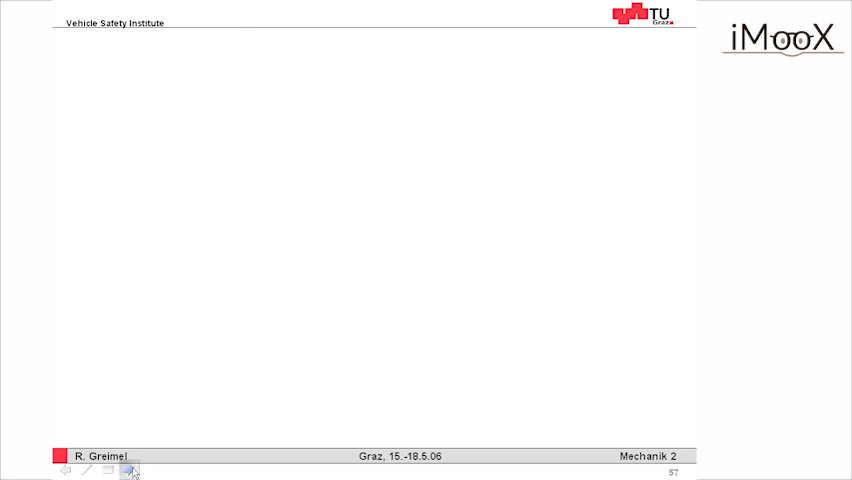 Vehicle Safety Institute
TU
Graz
iMooX
R. Greimel
Graz, 15.-18.5.06
Mechanik 2
57